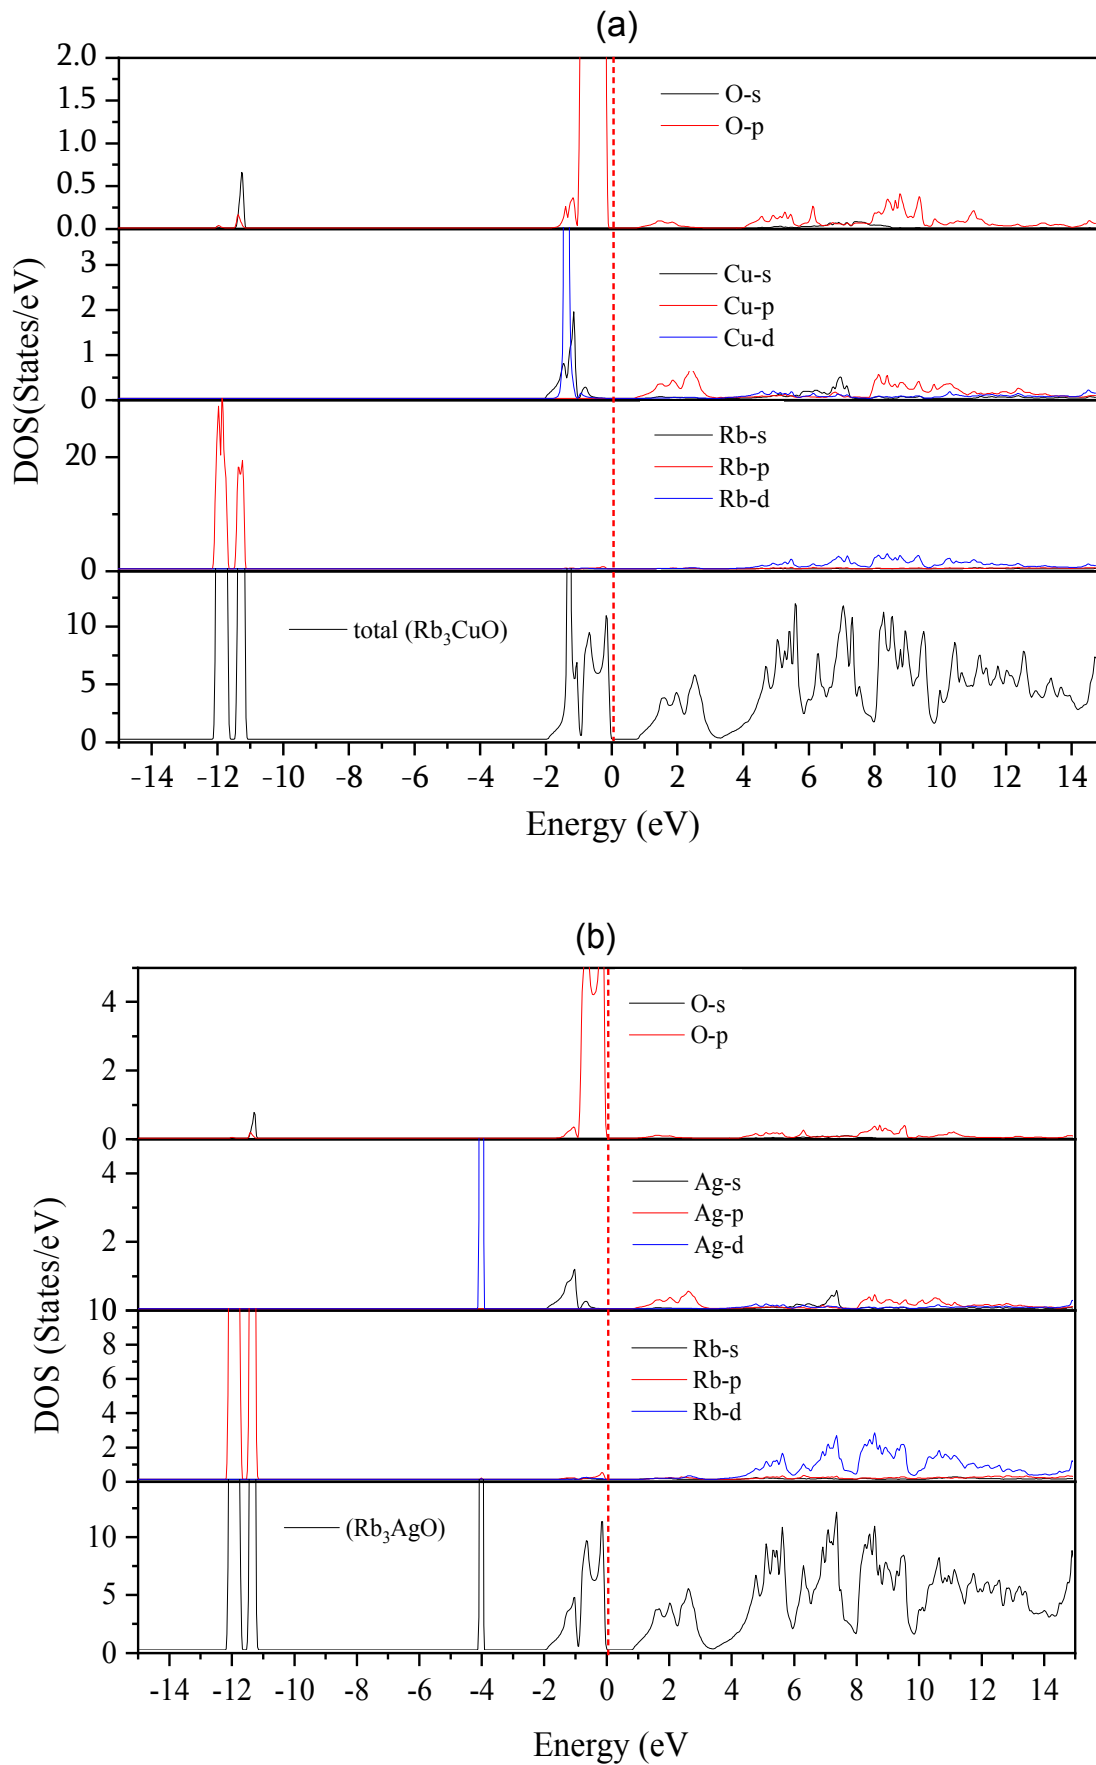 (a)
2.0
1.5
1.0
0.5
0.0
O-s
O-p
3
2
1
0
Cu-s
Cu-p
Cu-d
20
0
Rb-s
Rb-p
Rb-d
10
5
0
total (Rb₃CuO)
DOS(States/eV)
-14 -12 -10 -8 -6 -4 -2 0 2 4 6 8 10 12 14
Energy (eV)
(b)
4
2
0
O-s
O-p
4
2
Ag-s
Ag-p
Ag-d
10
8
6
4
2
0
Rb-s
Rb-p
Rb-d
10
5
0
(Rb₃AgO)
DOS (States/eV)
-14 -12 -10 -8 -6 -4 -2 0 2 4 6 8 10 12 14
Energy (eV